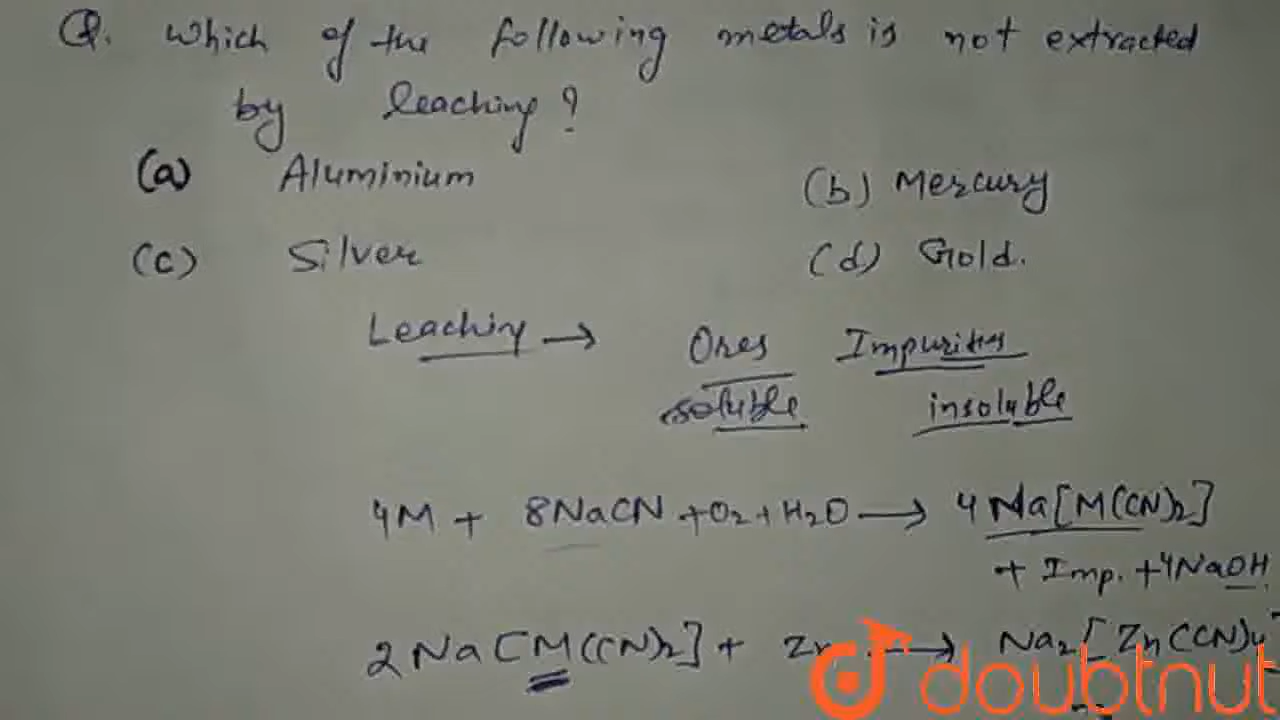 Q. Which of the following metals is not extracted
by leaching?
(a) Aluminium (b) Mercury
(c) Silver (d) Gold.
Leaching → Ores Impurities
soluble insoluble
4M + 8NaCN + O2 + H2O → 4Na[M(CN)2]
+ Imp. + 4NaOH
2Na[M(CN)2] + Zn → Na2[Zn(CN)4]
doubtnut